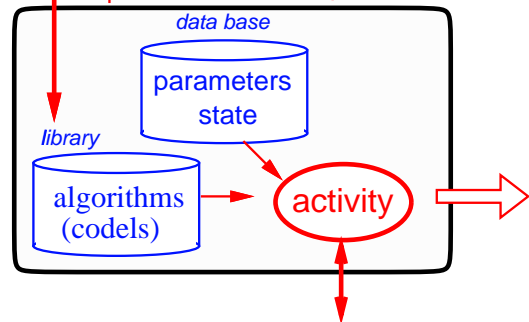 data base
parameters
state
library
algorithms
(codels)
activity